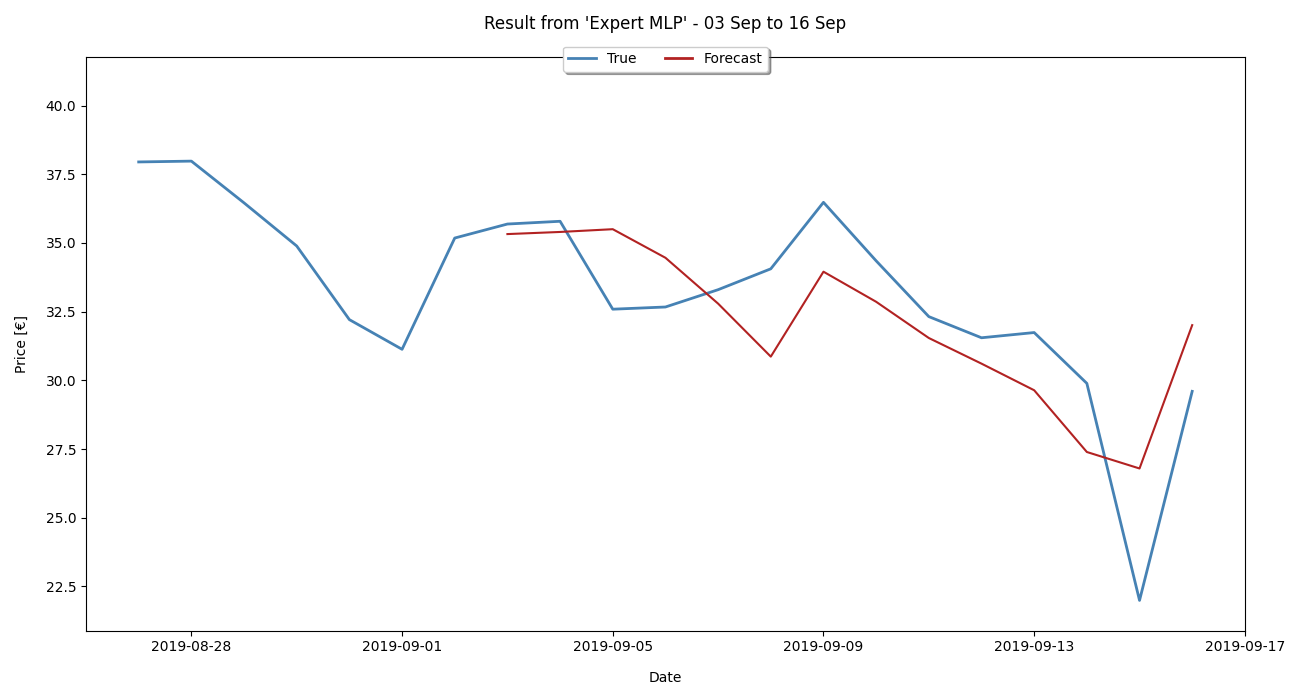 Result from 'Expert MLP' - 03 Sep to 16 Sep
True Forecast
40.0
37.5
35.0
32.5
30.0
27.5
25.0
22.5
Price [€]
2019-08-28 2019-09-01 2019-09-05 2019-09-09 2019-09-13 2019-09-17
Date